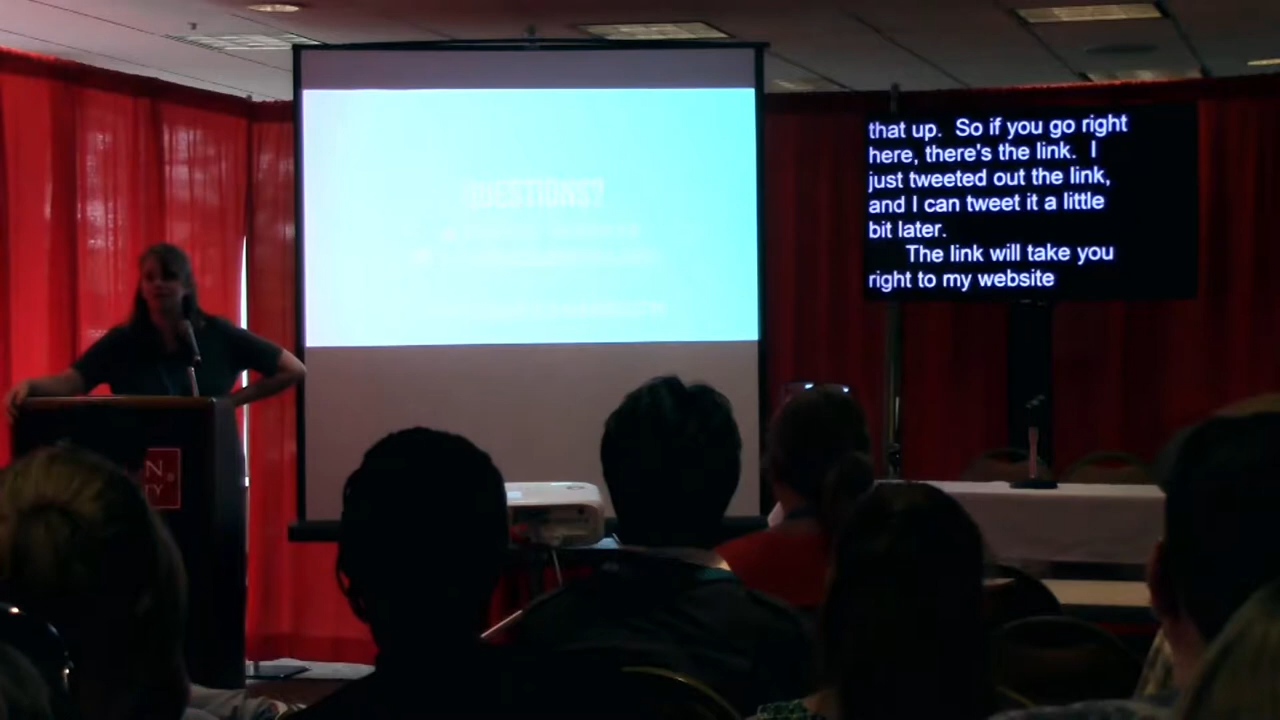 QUESTIONS?
that up.  So if you go right
here, there's the link.  I
just tweeted out the link,
and I can tweet it a little
bit later.
The link will take you
right to my website